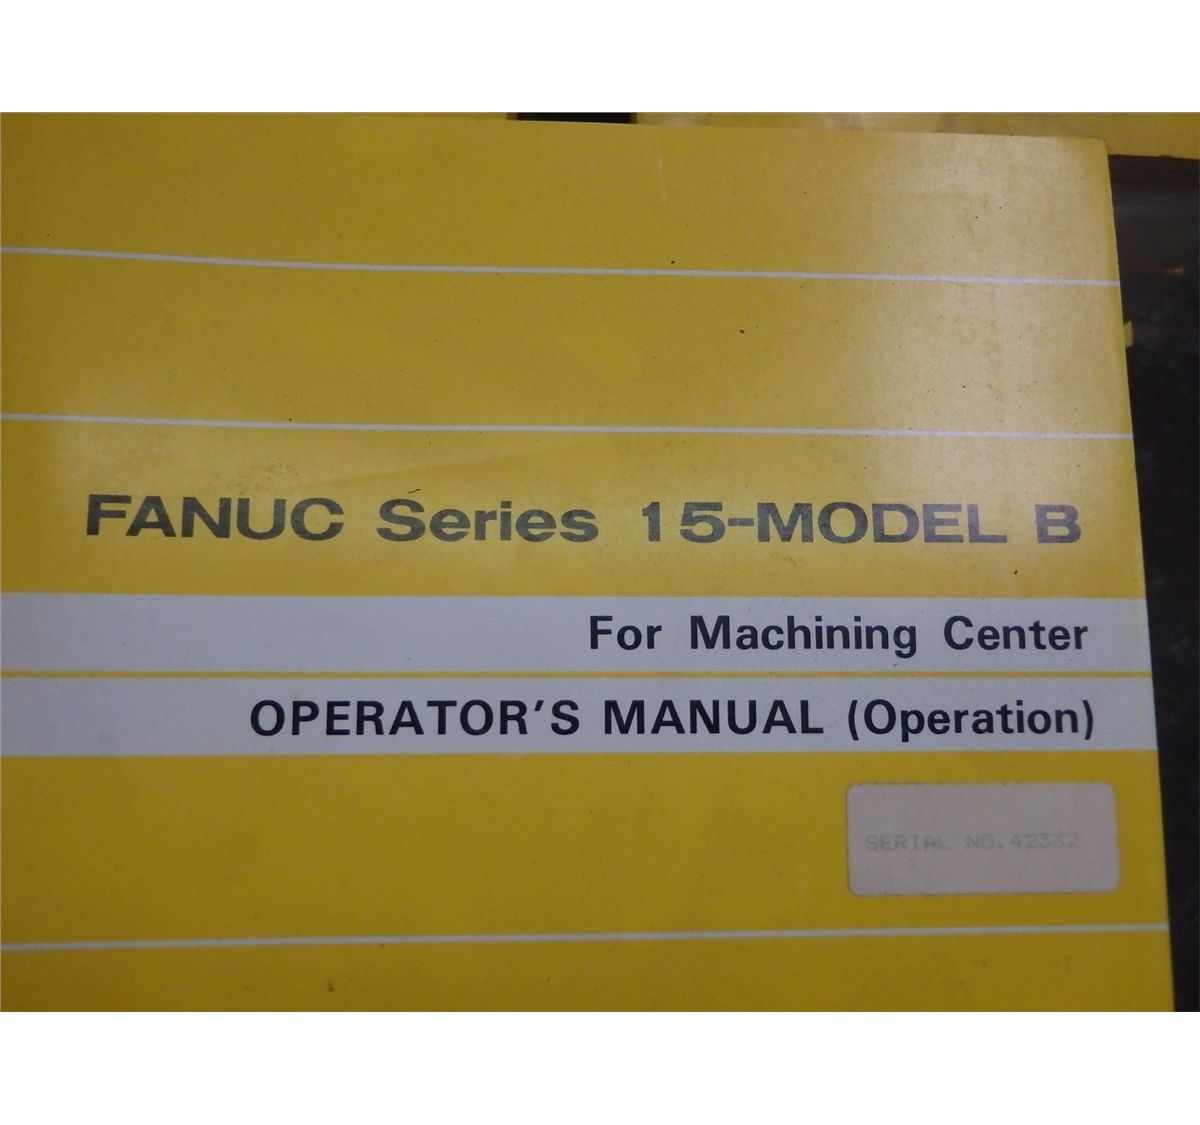 FANUC Series 15-MODEL B
For Machining Center
OPERATOR'S MANUAL (Operation)
SERIAL NO.42332